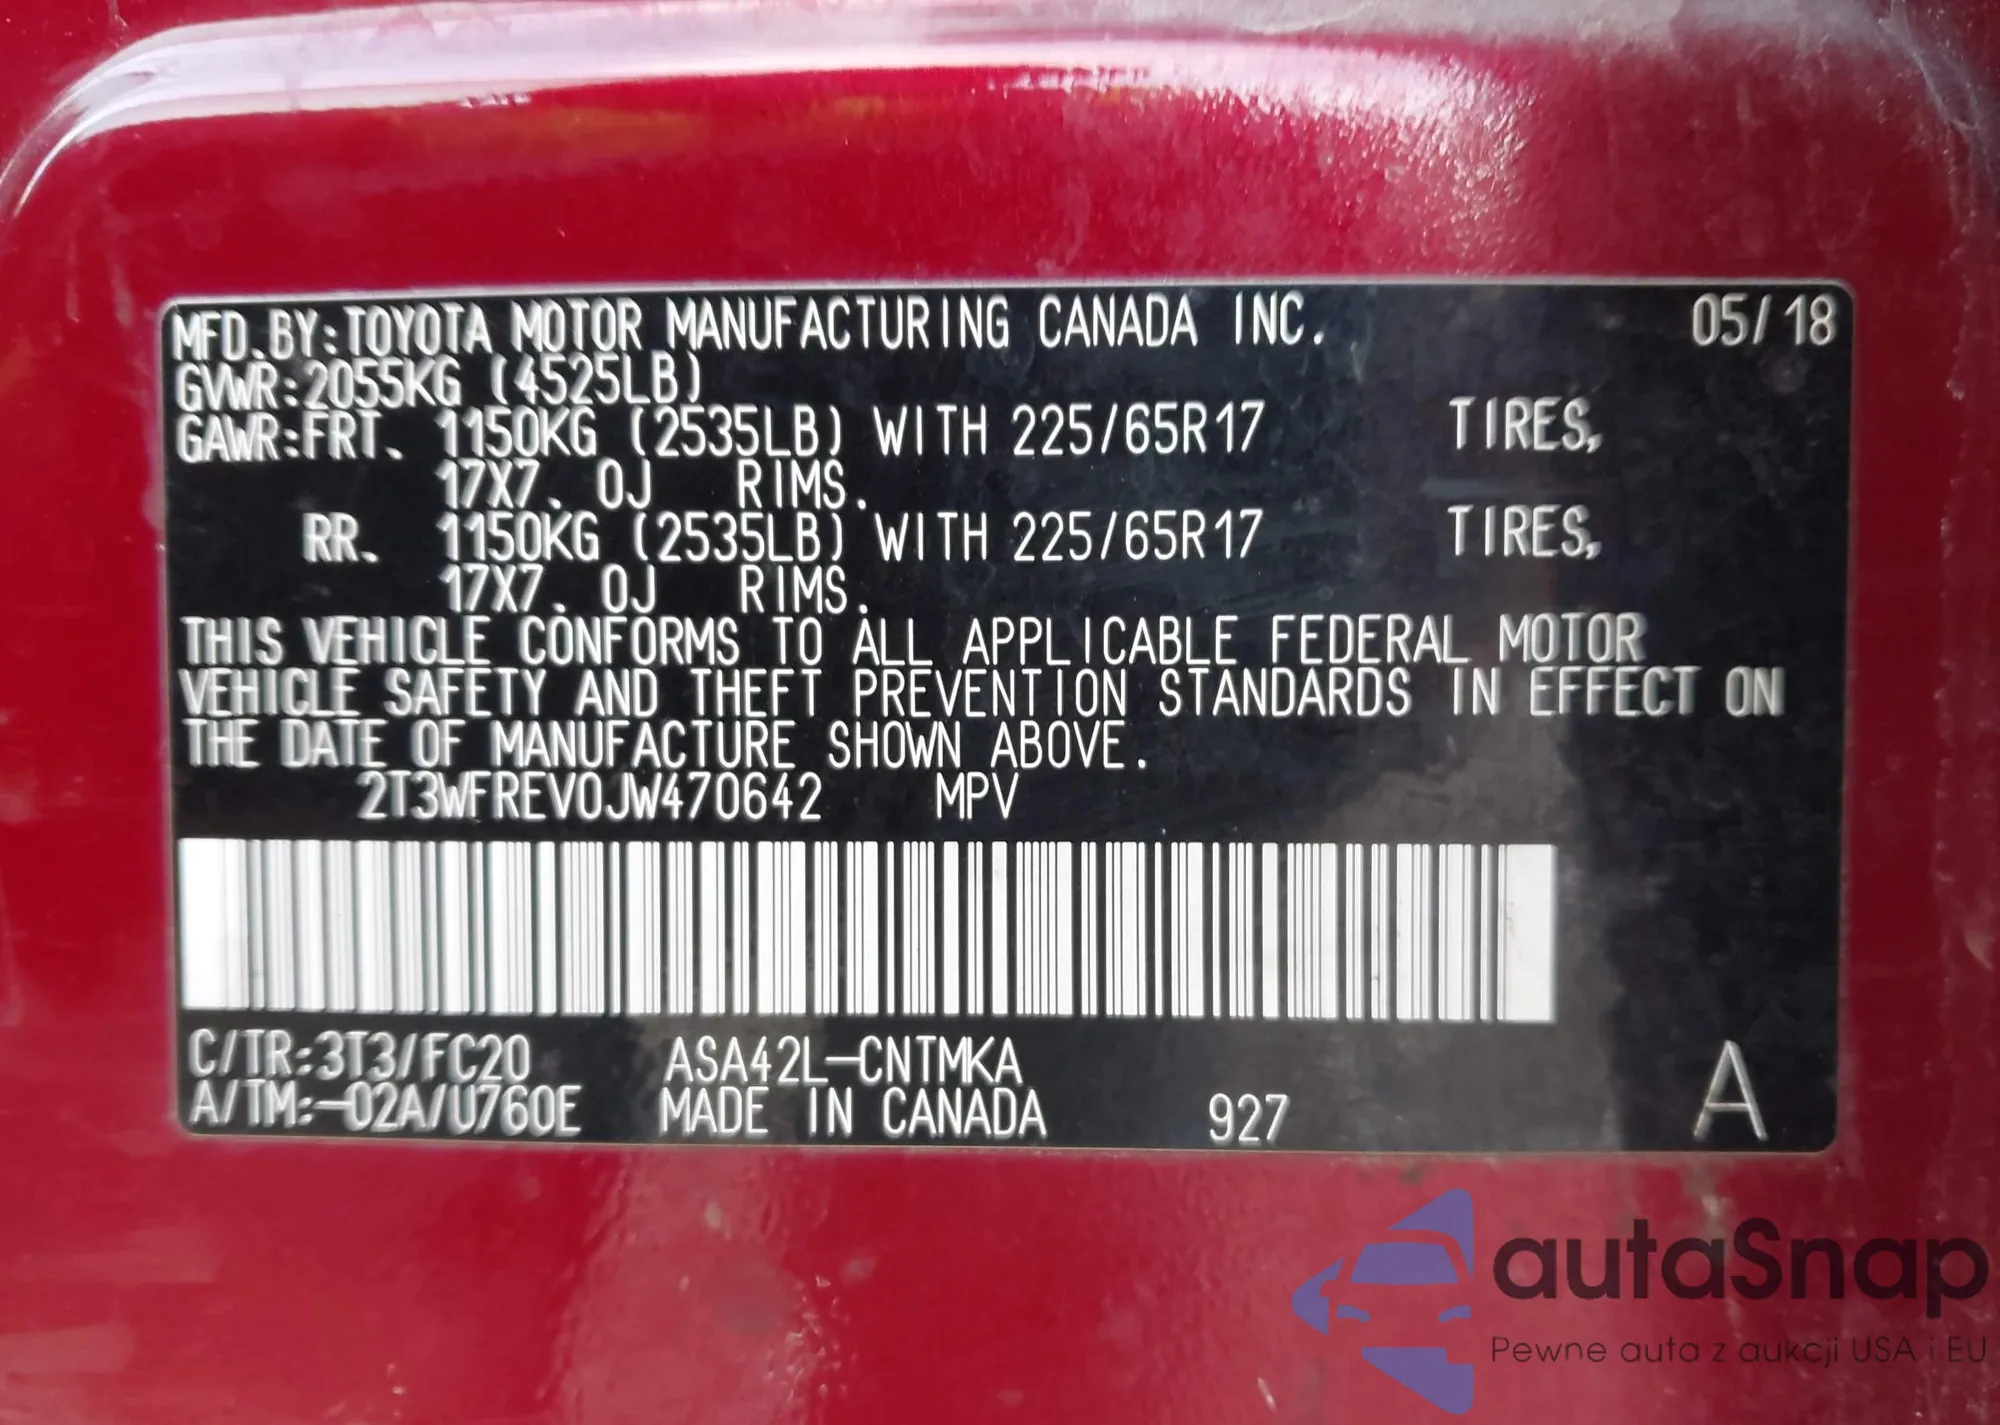 MFD. BY: TOYOTA MOTOR MANUFACTURING CANADA INC. 05/18
GVWR: 2055KG (4525LB)
GAWR: FRT. 1150KG (2535LB) WITH 225/65R17 TIRES,
17X7. 0J RIMS.
RR. 1150KG (2535LB) WITH 225/65R17 TIRES,
17X7. 0J RIMS.
THIS VEHICLE CONFORMS TO ALL APPLICABLE FEDERAL MOTOR
VEHICLE SAFETY AND THEFT PREVENTION STANDARDS IN EFFECT ON
THE DATE OF MANUFACTURE SHOWN ABOVE.
2T3WFREV0JW470642 MPV
C/TR: 3T3/FC20 ASA42L-CNTMKA
A/TM: -02A/U760E MADE IN CANADA 927 A
autaSnap
Pewne auta z aukcji USA i EU